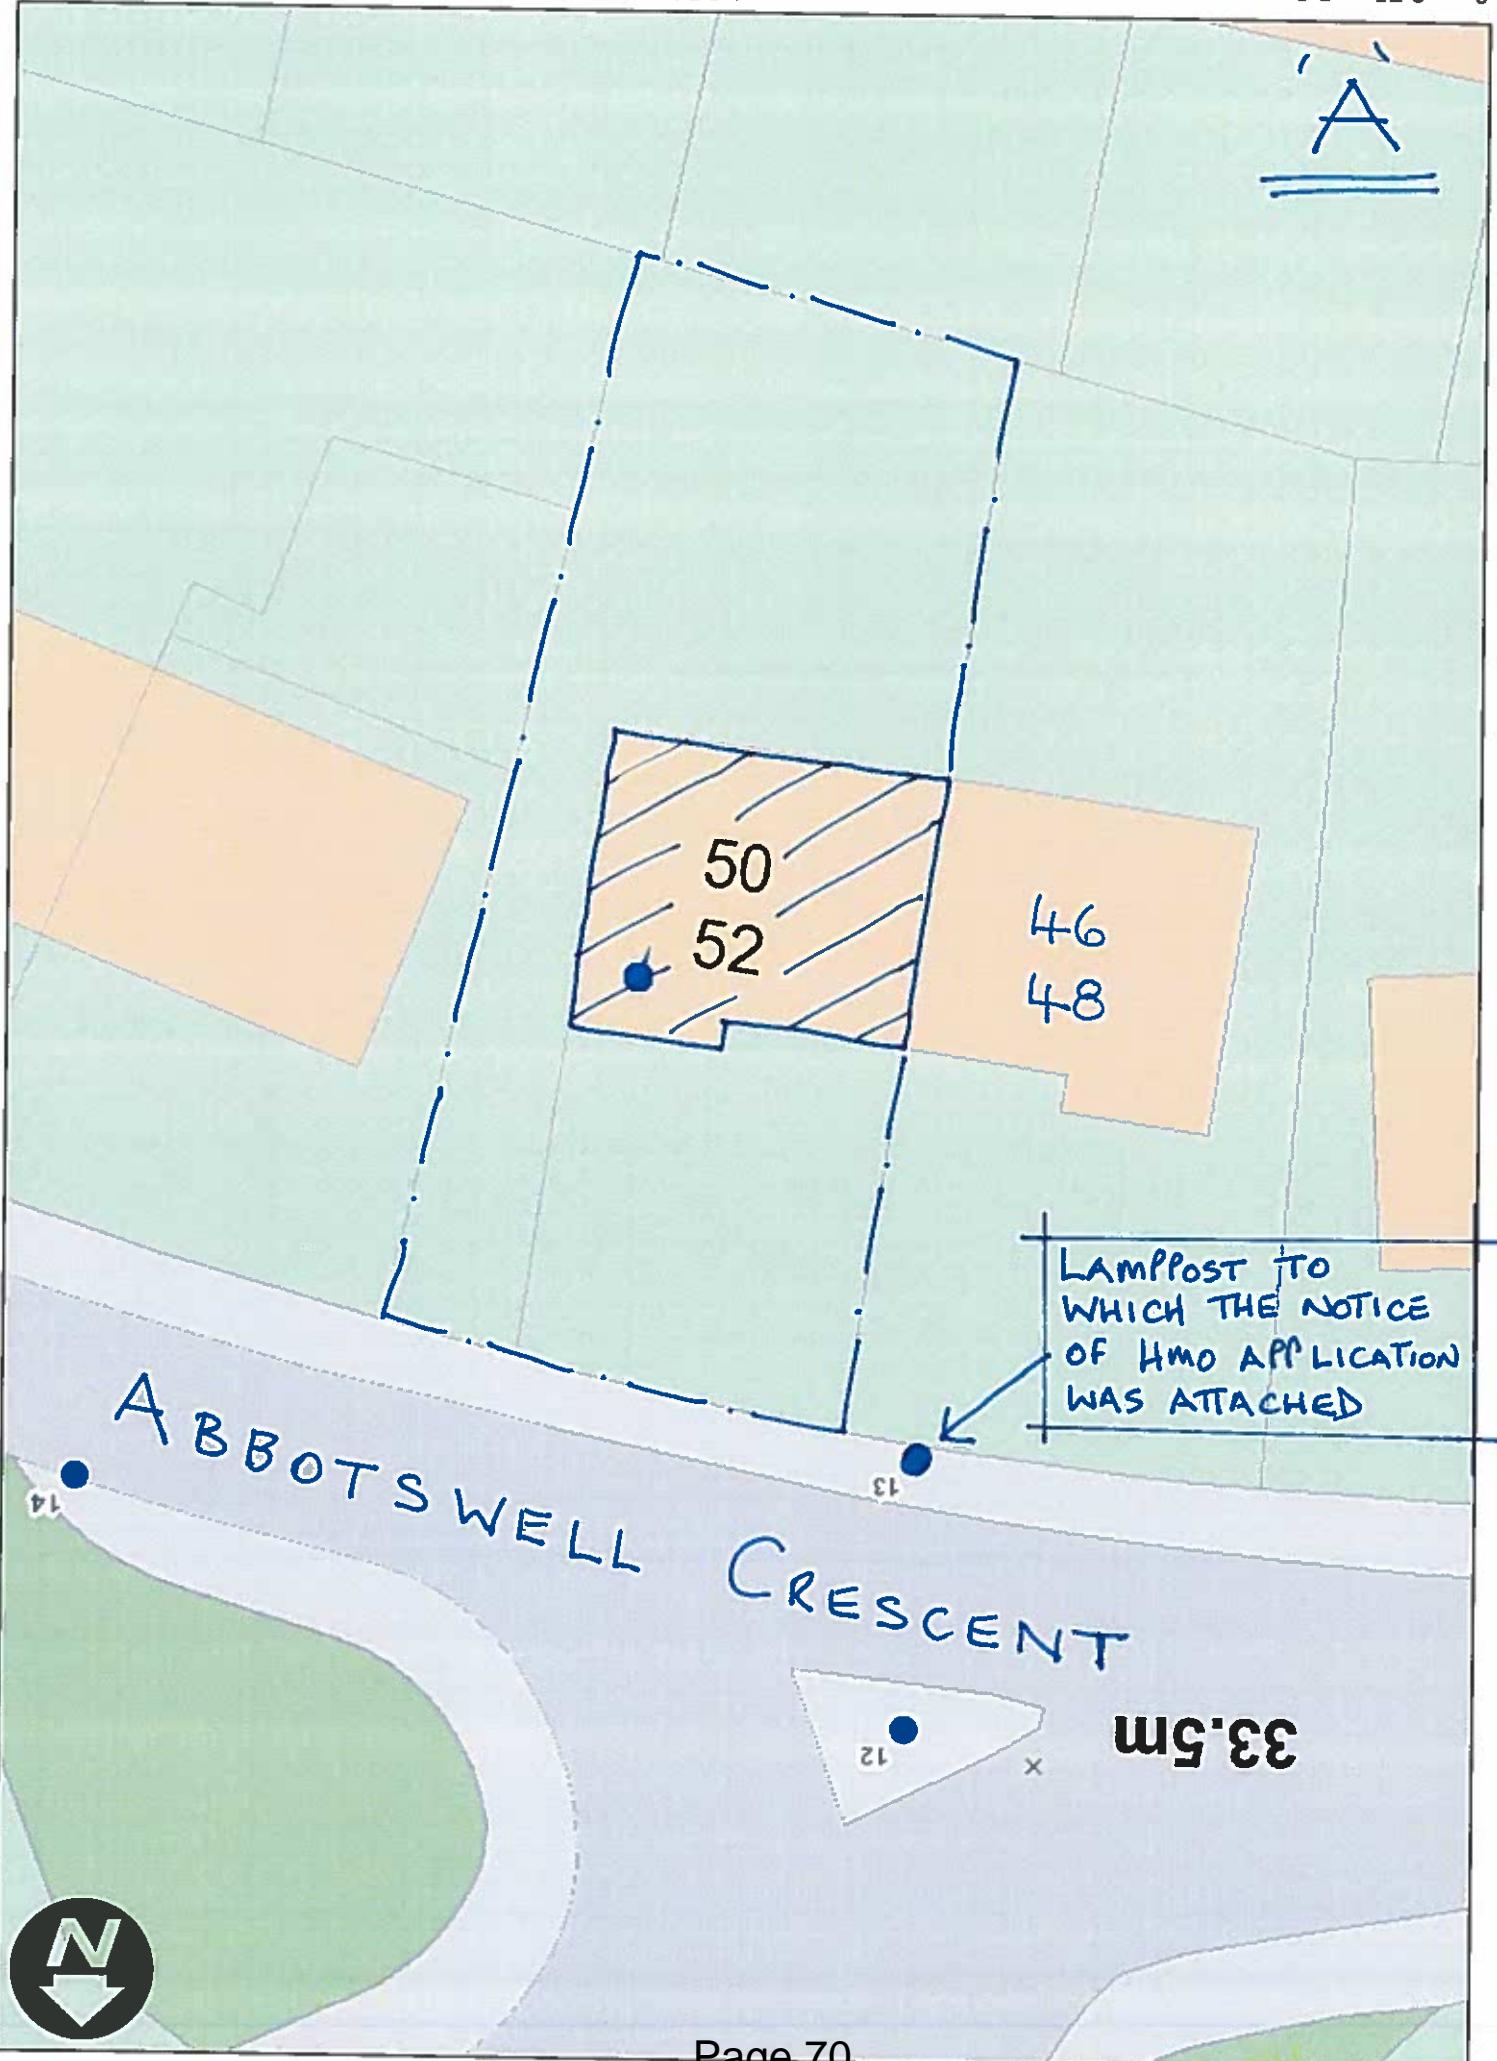 'A'
50
52
46
48
LAMPPOST TO
WHICH THE NOTICE
OF HMO APPLICATION
WAS ATTACHED
ABBOTSWELL CRESCENT
13
14
12
x
33.5m
N
Page 70